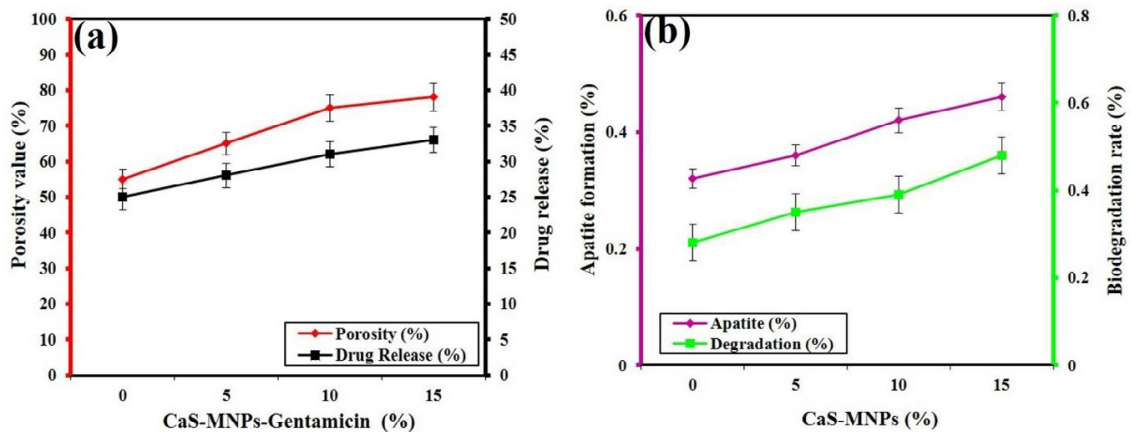 (a)
Porosity value (%)
100
90
80
70
60
50
40
30
20
10
0
50
45
40
35
30
25
20
15
10
5
0
Drug release (%)
Porosity (%)
Drug Release (%)
0 5 10 15
CaS-MNPs-Gentamicin (%)
(b)
Apatite formation (%)
0.6
0.4
0.2
0
0.8
0.6
0.4
0.2
0
Biodegradation rate (%)
Apatite (%)
Degradation (%)
0 5 10 15
CaS-MNPs (%)